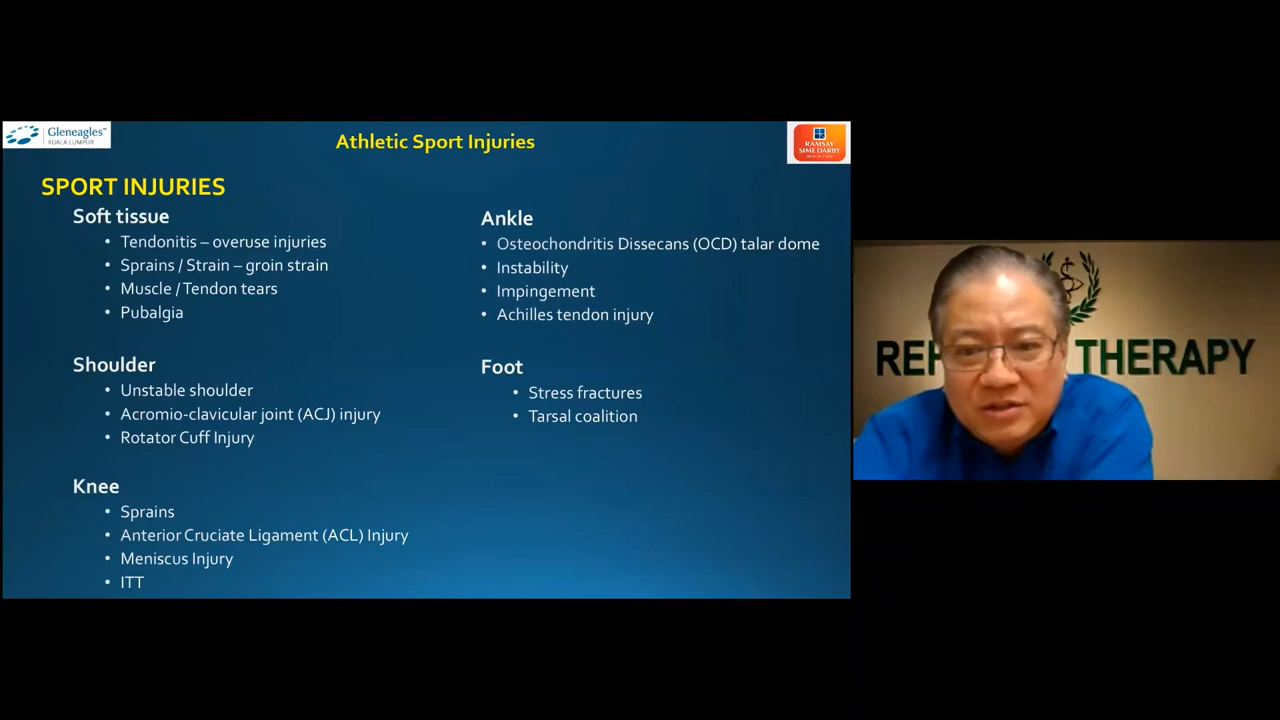 Gleneagles™
KUALA LUMPUR
Athletic Sport Injuries
RAMSAY
SIME DARBY
HEALTH CARE
SPORT INJURIES
Soft tissue
• Tendonitis – overuse injuries
• Sprains / Strain – groin strain
• Muscle / Tendon tears
• Pubalgia
Shoulder
• Unstable shoulder
• Acromio-clavicular joint (ACJ) injury
• Rotator Cuff Injury
Knee
• Sprains
• Anterior Cruciate Ligament (ACL) Injury
• Meniscus Injury
• ITT
Ankle
• Osteochondritis Dissecans (OCD) talar dome
• Instability
• Impingement
• Achilles tendon injury
Foot
• Stress fractures
• Tarsal coalition
THERAPY